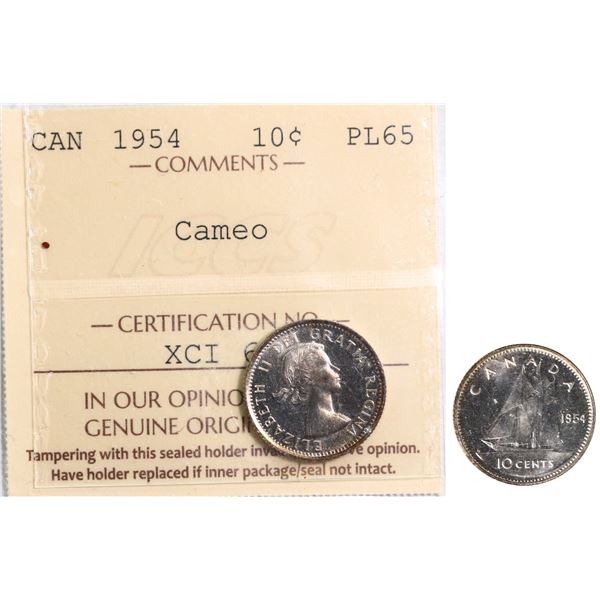 CAN 1954 10¢ PL65
— COMMENTS —
Cameo
ICCS
— CERTIFICATION NO. —
XCI
IN OUR OPINIO
GENUINE ORIGI
Tampering with this sealed holder opinion.
Have holder replaced if inner package/seal not intact.
ELIZABETH II DEI GRATIA REGINA
CANADA
1954
10 CENTS